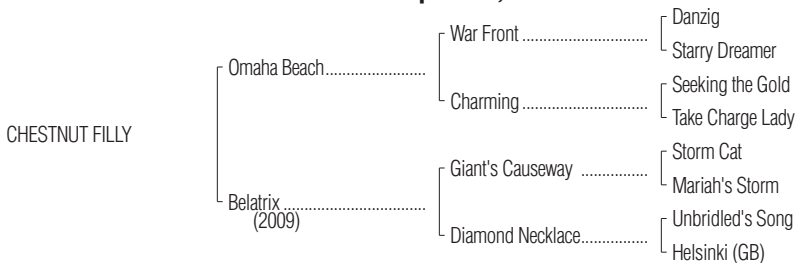 Danzig
War Front ........................
Starry Dreamer
Omaha Beach.......................
Seeking the Gold
Charming ........................
Take Charge Lady
CHESTNUT FILLY
Storm Cat
Giant's Causeway .............
Mariah's Storm
Belatrix ................................
(2009)
Unbridled's Song
Diamond Necklace...............
Helsinki (GB)